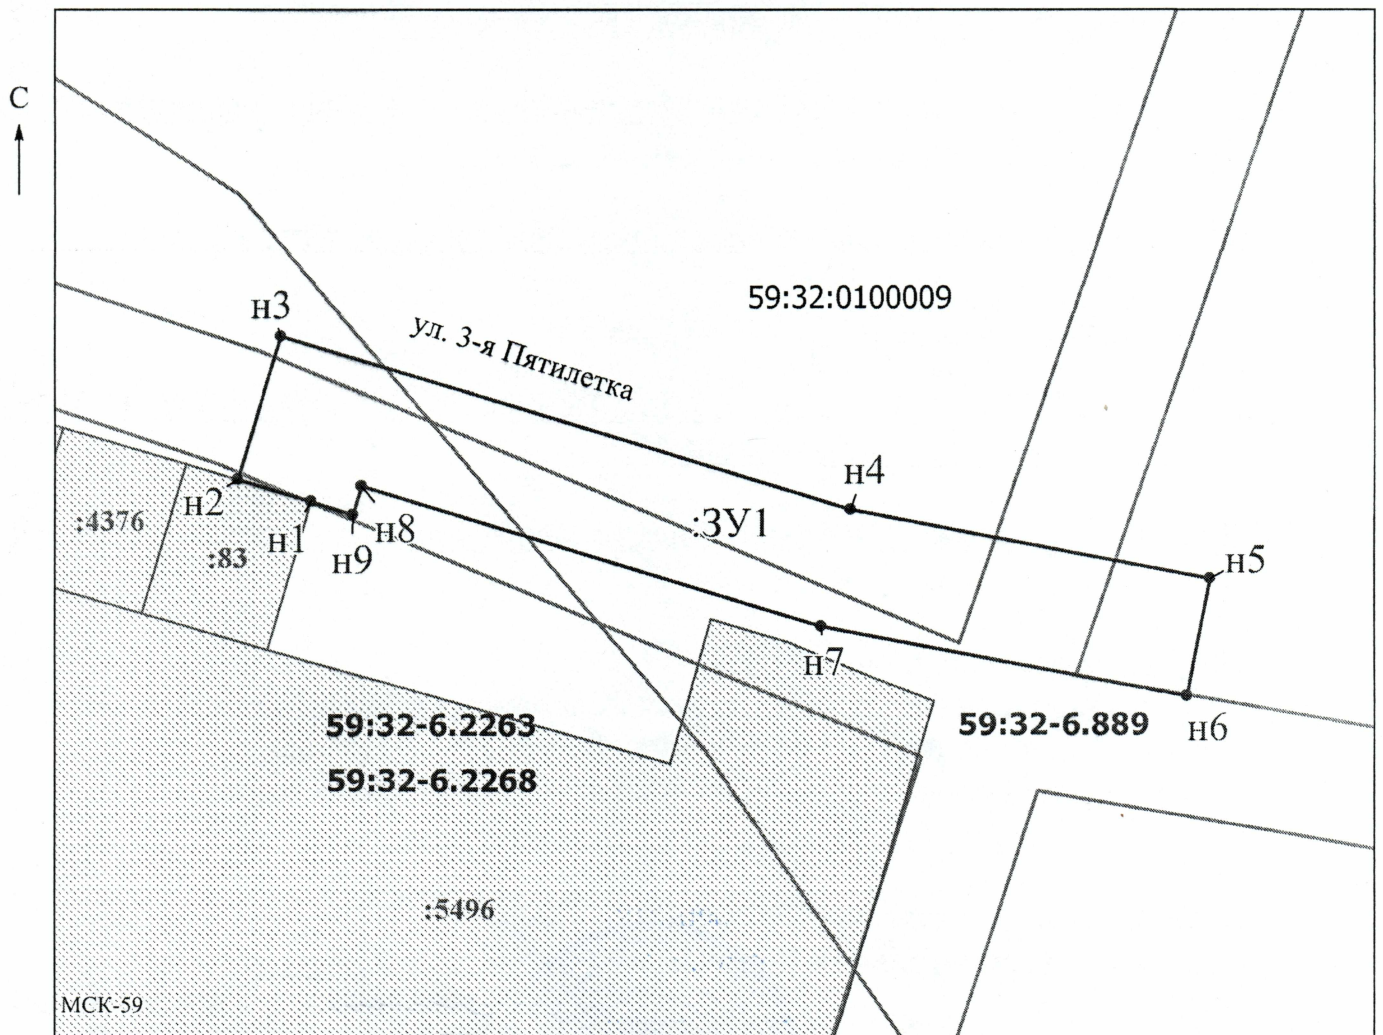 С
59:32:0100009
н3
ул. 3-я Пятилетка
н4
:ЗУ1
н5
н2
:4376
н1
н8
:83
н9
н7
59:32-6.2263
59:32-6.889
н6
59:32-6.2268
:5496
МСК-59